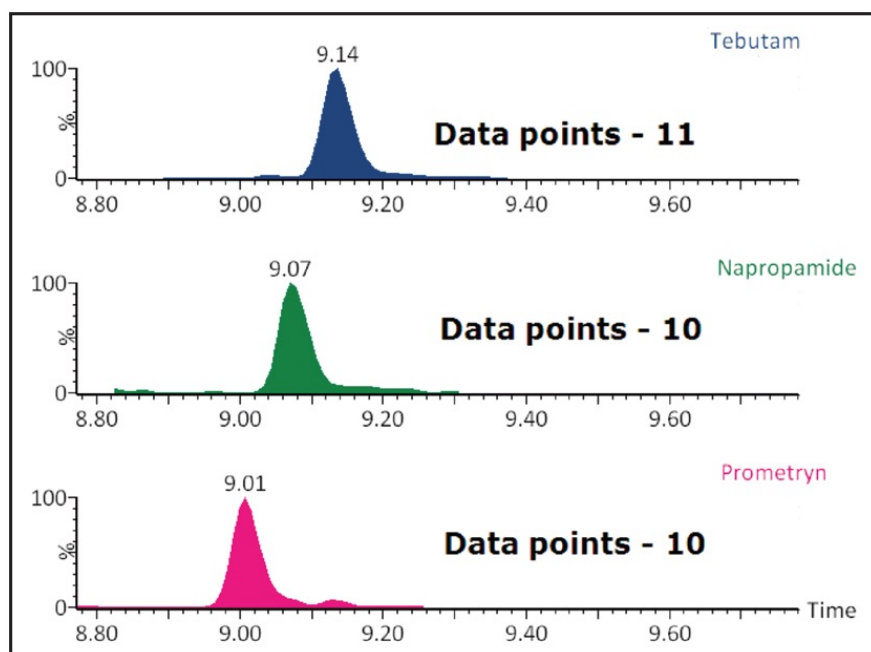 Tebutam
9.14
100
%
Data points - 11
0
8.80 9.00 9.20 9.40 9.60
Napropamide
9.07
100
%
Data points - 10
0
8.80 9.00 9.20 9.40 9.60
Prometryn
9.01
100
%
Data points - 10
0
Time
8.80 9.00 9.20 9.40 9.60